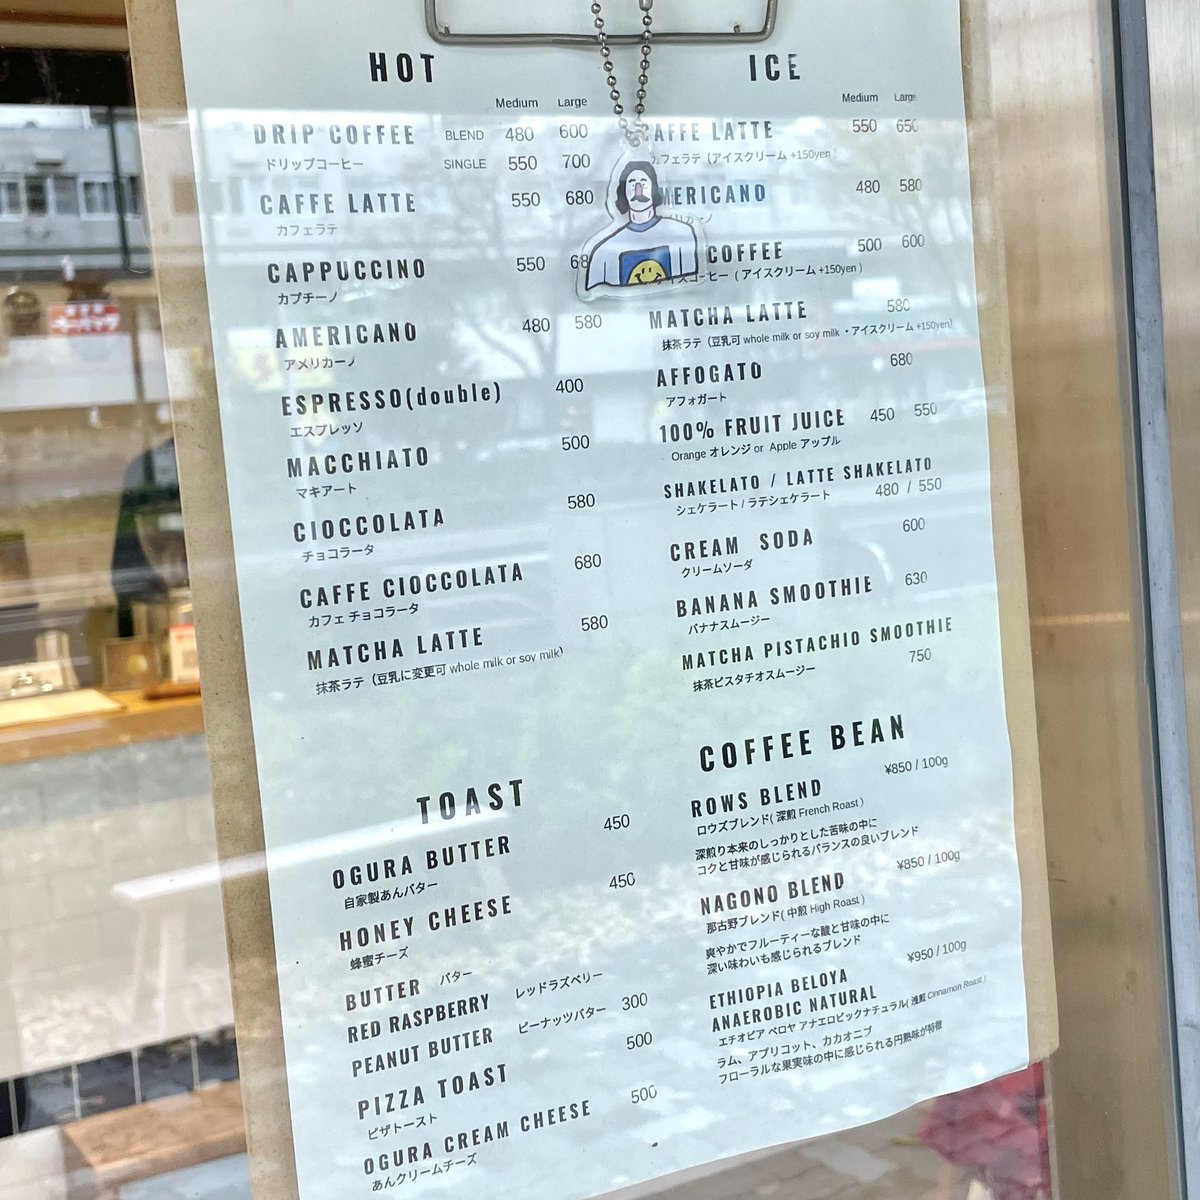 HOT
Medium Large
DRIP COFFEE BLEND 480 600
ドリップコーヒー SINGLE 550 700
CAFFE LATTE 550 680
カフェラテ
CAPPUCCINO 550
カプチーノ
AMERICANO 480 580
アメリカーノ
ESPRESSO(double) 400
エスプレッソ
MACCHIATO 500
マキアート
CIOCCOLATA 580
チョコラータ
CAFFE CIOCCOLATA 680
カフェ チョコラータ
MATCHA LATTE 580
抹茶ラテ（豆乳に変更可 whole milk or soy milk）
TOAST
OGURA BUTTER 450
自家製あんバター
HONEY CHEESE 450
蜂蜜チーズ
BUTTER バター
RED RASPBERRY レッドラズベリー
PEANUT BUTTER ピーナッツバター 300
PIZZA TOAST 500
ピザトースト
OGURA CREAM CHEESE 500
あんクリームチーズ
ICE
Medium Large
CAFFE LATTE 550 650
カフェラテ（アイスクリーム +150yen）
AMERICANO 480 580
COFFEE 500 600
アイスコーヒー（アイスクリーム +150yen）
MATCHA LATTE 580
抹茶ラテ（豆乳可 whole milk or soy milk ・アイスクリーム +150yen）
AFFOGATO 680
アフォガート
100% FRUIT JUICE 450 550
Orange オレンジ or Apple アップル
SHAKELATO / LATTE SHAKELATO
シェケラート / ラテシェケラート 480 / 550
CREAM SODA 600
クリームソーダ
BANANA SMOOTHIE 630
バナナスムージー
MATCHA PISTACHIO SMOOTHIE
抹茶ピスタチオスムージー 750
COFFEE BEAN
ROWS BLEND ¥850 / 100g
ロウズブレンド( 深煎 French Roast )
深煎り本来のしっかりとした苦味の中に
コクと甘味が感じられるバランスの良いブレンド
NAGONO BLEND ¥850 / 100g
那古野ブレンド( 中煎 High Roast )
爽やかでフルーティーな酸と甘味の中に
深い味わいも感じられるブレンド
ETHIOPIA BELOYA ¥950 / 100g
ANAEROBIC NATURAL
エチオピア ベロヤ アナエロビックナチュラル( 浅煎 Cinnamon Roast )
ラム、アプリコット、カカオニブ
フローラルな果実味の中に感じられる円熟味が特徴